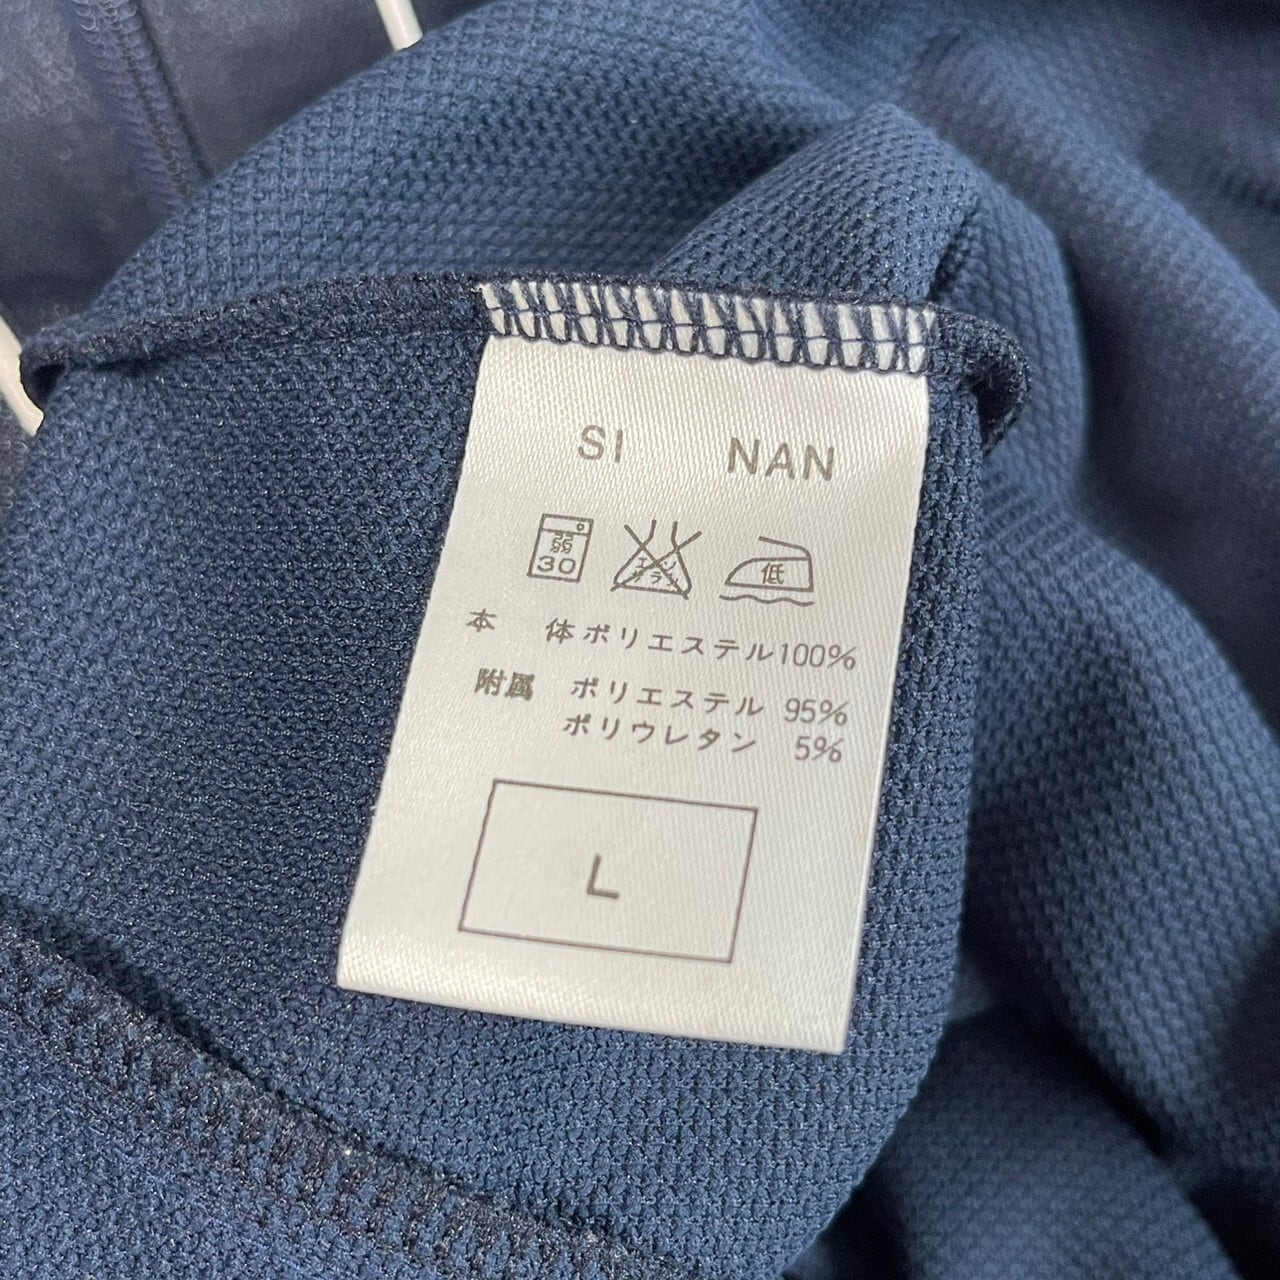 SI NAN
弱
30
エンソ
サラシ
低
本 体 ポリエステル100%
附属 ポリエステル 95%
ポリウレタン 5%
L